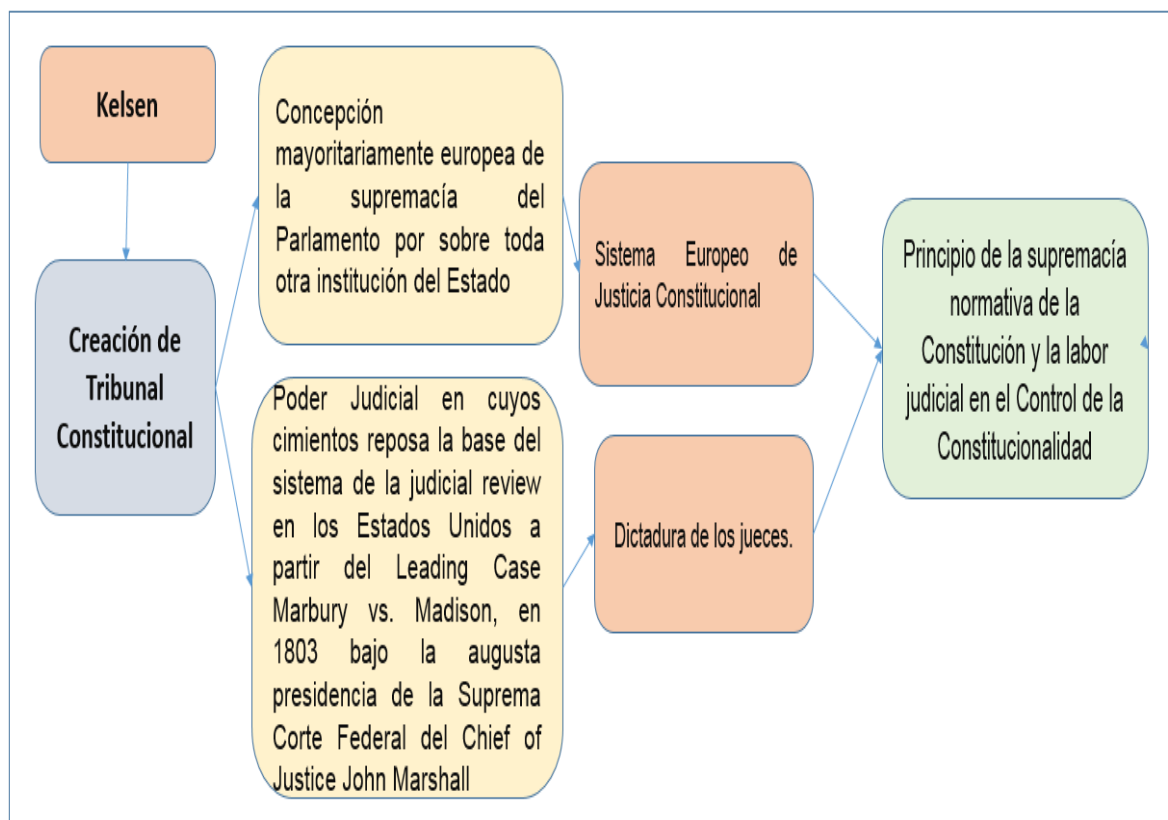 Kelsen
Creación de
Tribunal
Constitucional
Concepción
mayoritariamente europea de
la supremacía del
Parlamento por sobre toda
otra institución del Estado
Poder Judicial en cuyos
cimientos reposa la base del
sistema de la judicial review
en los Estados Unidos a
partir del Leading Case
Marbury vs. Madison, en
1803 bajo la augusta
presidencia de la Suprema
Corte Federal del Chief of
Justice John Marshall
Sistema Europeo de
Justicia Constitucional
Dictadura de los jueces.
Principio de la supremacía
normativa de la
Constitución y la labor
judicial en el Control de la
Constitucionalidad